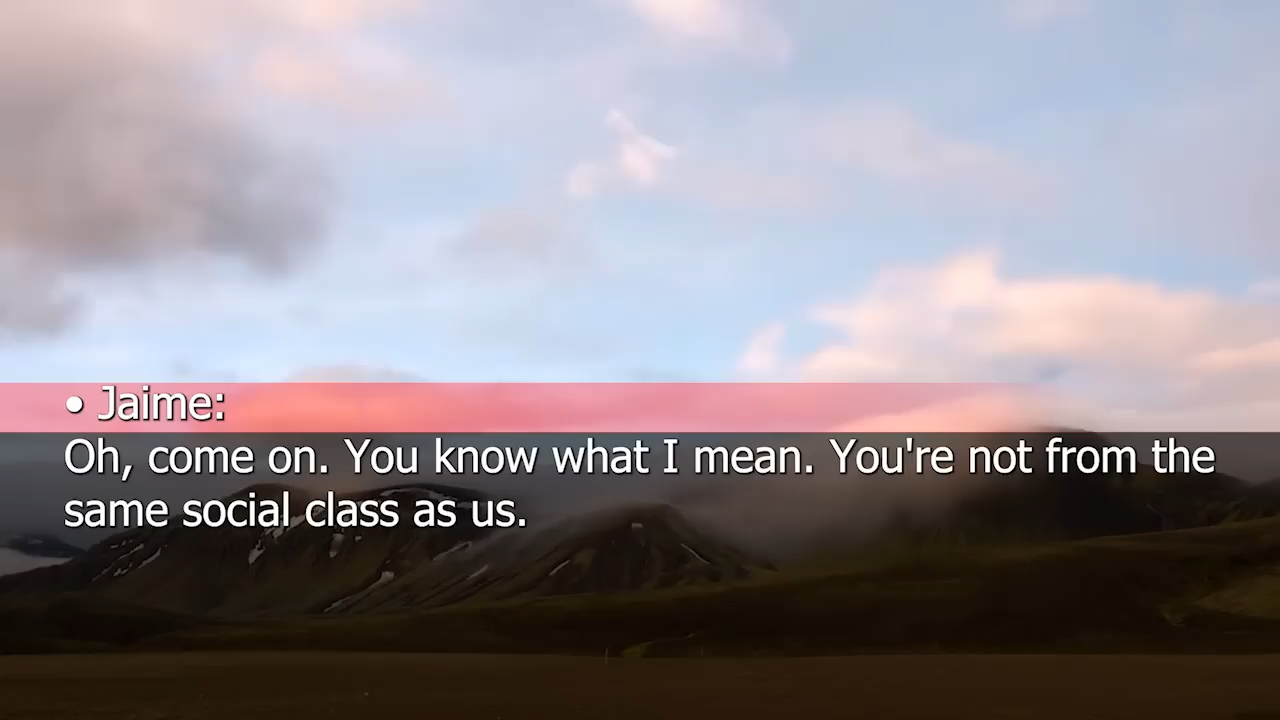 • Jaime:
Oh, come on. You know what I mean. You're not from the
same social class as us.